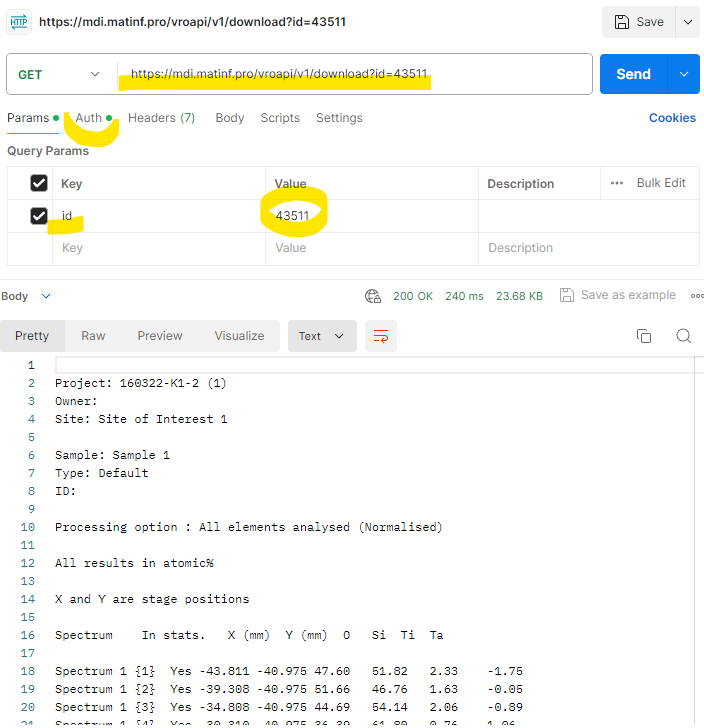 HTTP https://mdi.matinf.pro/vroapi/v1/download?id=43511 Save
GET https://mdi.matinf.pro/vroapi/v1/download?id=43511 Send
Params Auth Headers (7) Body Scripts Settings Cookies
Query Params
Key Value Description Bulk Edit
id 43511
Key Value Description
Body 200 OK 240 ms 23.68 KB Save as example
Pretty Raw Preview Visualize Text
1
2 Project: 160322-K1-2 (1)
3 Owner:
4 Site: Site of Interest 1
5
6 Sample: Sample 1
7 Type: Default
8 ID:
9
10 Processing option : All elements analysed (Normalised)
11
12 All results in atomic%
13
14 X and Y are stage positions
15
16 Spectrum In stats. X (mm) Y (mm) O Si Ti Ta
17
18 Spectrum 1 {1} Yes -43.811 -40.975 47.60 51.82 2.33 -1.75
19 Spectrum 1 {2} Yes -39.308 -40.975 51.66 46.76 1.63 -0.05
20 Spectrum 1 {3} Yes -34.808 -40.975 44.69 54.14 2.06 -0.89
21 Spectrum 1 {4} Yes -30.310 -40.975 36.39 61.80 0.76 1.06